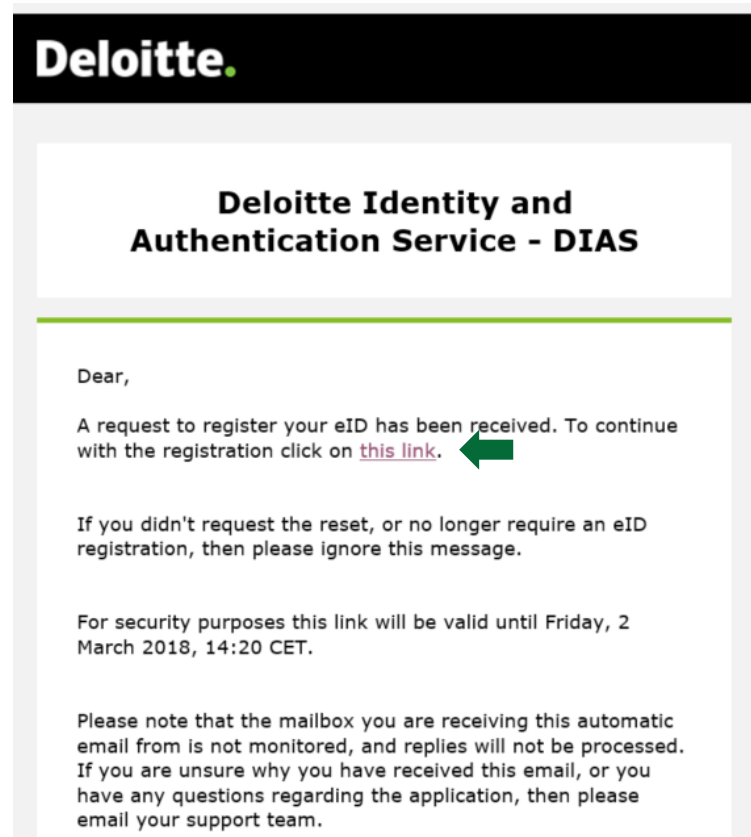 Deloitte.
Deloitte Identity and
Authentication Service - DIAS
Dear,
A request to register your eID has been received. To continue
with the registration click on this link.
If you didn't request the reset, or no longer require an eID
registration, then please ignore this message.
For security purposes this link will be valid until Friday, 2
March 2018, 14:20 CET.
Please note that the mailbox you are receiving this automatic
email from is not monitored, and replies will not be processed.
If you are unsure why you have received this email, or you
have any questions regarding the application, then please
email your support team.